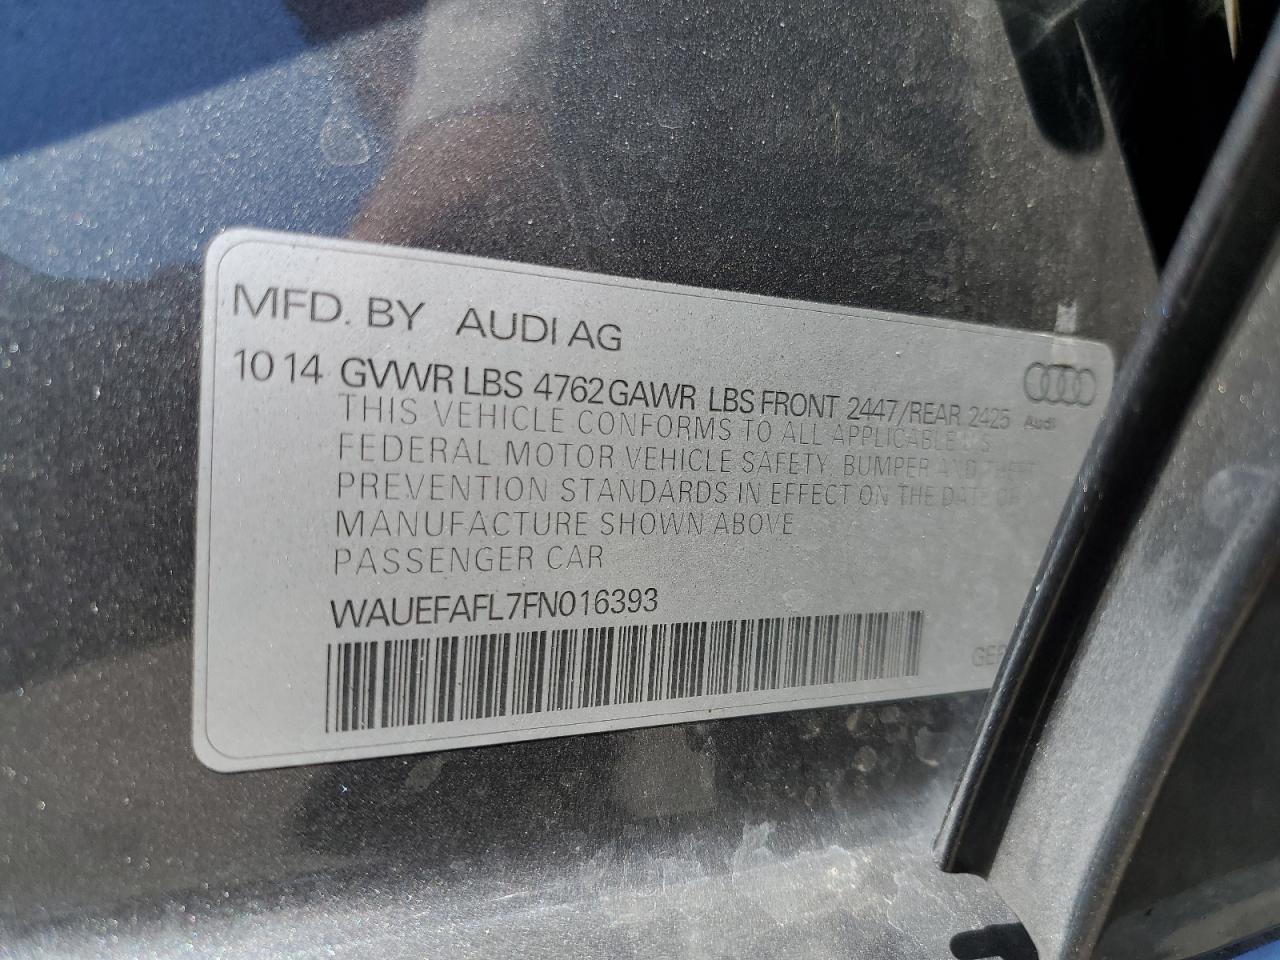 MFD. BY AUDI AG
10 14 GVWR LBS 4762 GAWR LBS FRONT 2447/REAR 2425
Audi
THIS VEHICLE CONFORMS TO ALL APPLICABLE U.S
FEDERAL MOTOR VEHICLE SAFETY, BUMPER AND THEFT
PREVENTION STANDARDS IN EFFECT ON THE DATE OF
MANUFACTURE SHOWN ABOVE
PASSENGER CAR
WAUEFAFL7FN016393